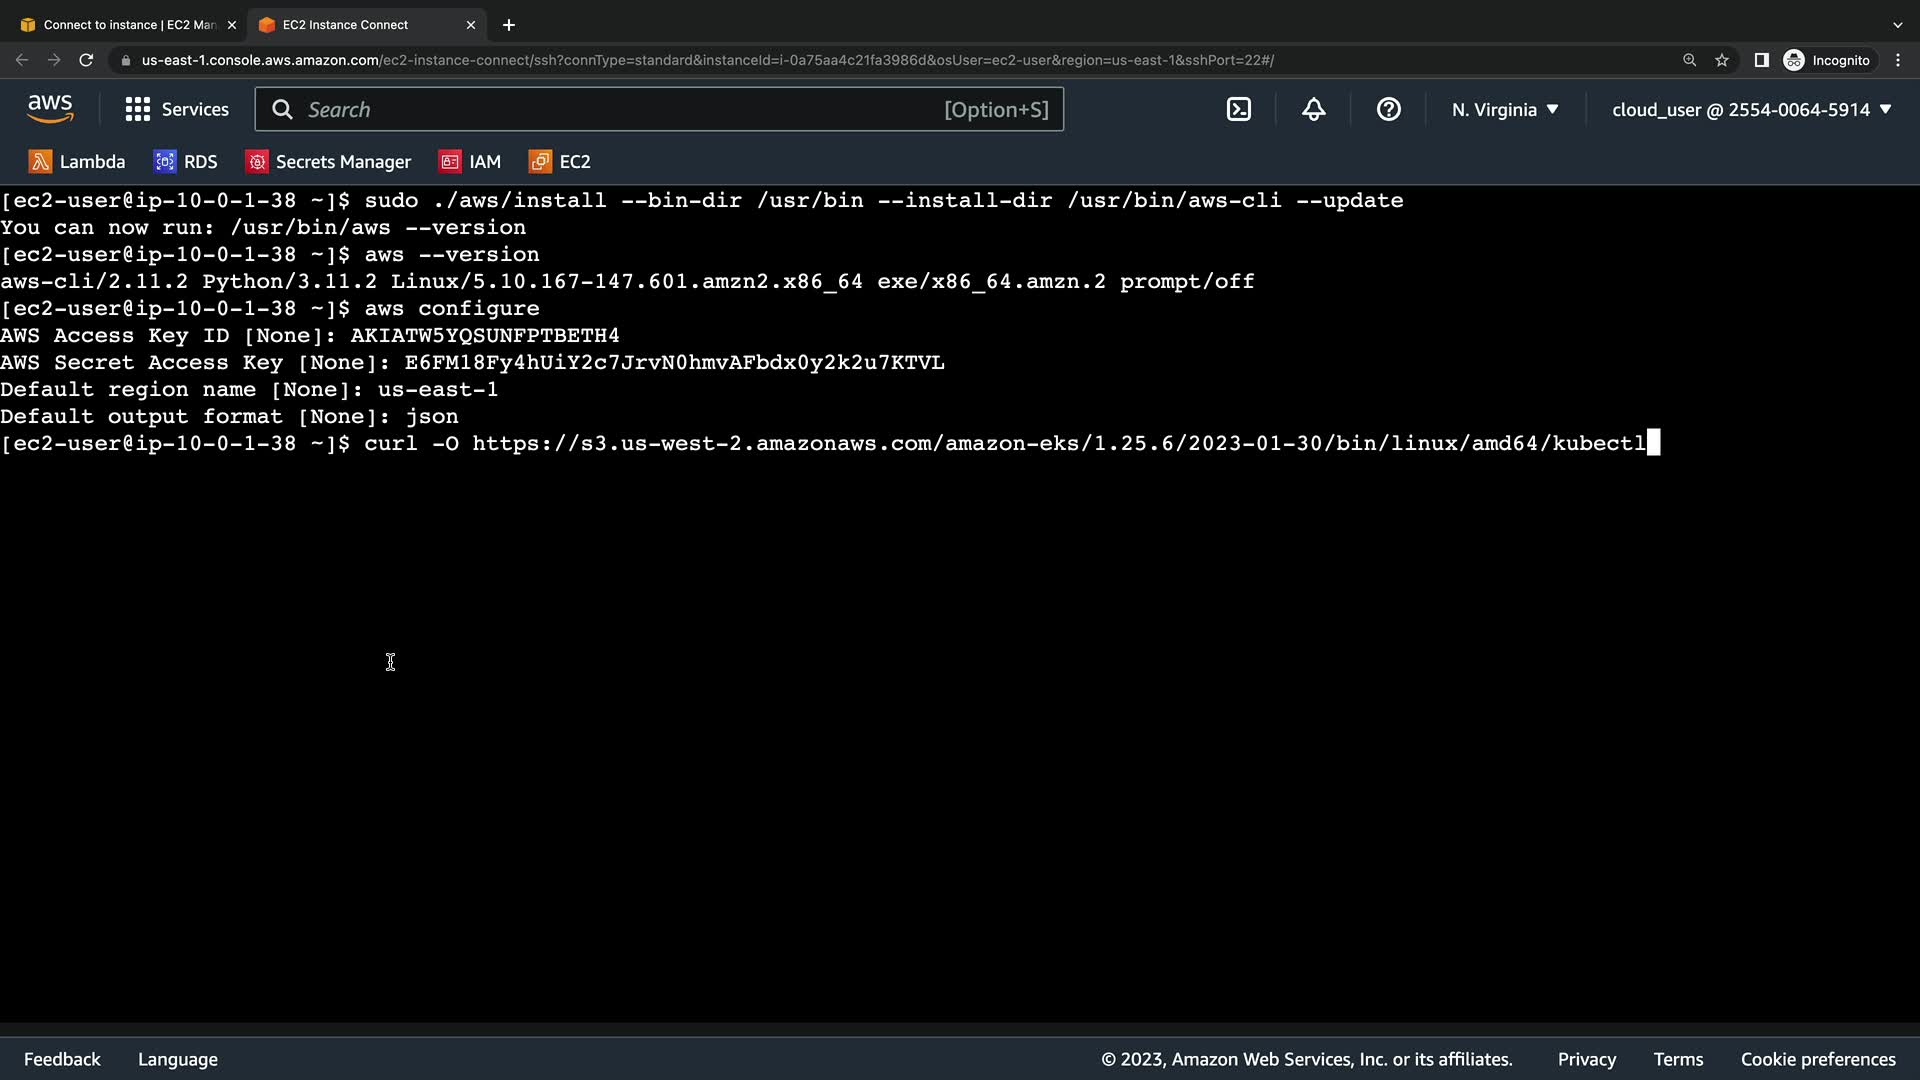 Connect to instance | EC2 Man
EC2 Instance Connect
us-east-1.console.aws.amazon.com/ec2-instance-connect/ssh?connType=standard&instanceId=i-0a75aa4c21fa3986d&osUser=ec2-user&region=us-east-1&sshPort=22#/
Incognito
aws
Services
Search
[Option+S]
N. Virginia
cloud_user @ 2554-0064-5914
Lambda
RDS
Secrets Manager
IAM
EC2
[ec2-user@ip-10-0-1-38 ~]$ sudo ./aws/install --bin-dir /usr/bin --install-dir /usr/bin/aws-cli --update
You can now run: /usr/bin/aws --version
[ec2-user@ip-10-0-1-38 ~]$ aws --version
aws-cli/2.11.2 Python/3.11.2 Linux/5.10.167-147.601.amzn2.x86_64 exe/x86_64.amzn.2 prompt/off
[ec2-user@ip-10-0-1-38 ~]$ aws configure
AWS Access Key ID [None]: AKIATW5YQSUNFPTBETH4
AWS Secret Access Key [None]: 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
Default region name [None]: us-east-1
Default output format [None]: json
[ec2-user@ip-10-0-1-38 ~]$ curl -O https://s3.us-west-2.amazonaws.com/amazon-eks/1.25.6/2023-01-30/bin/linux/amd64/kubectl
Feedback
Language
© 2023, Amazon Web Services, Inc. or its affiliates.
Privacy
Terms
Cookie preferences